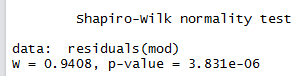 Shapiro-Wilk normality test
data:  residuals(mod)
W = 0.9408, p-value = 3.831e-06